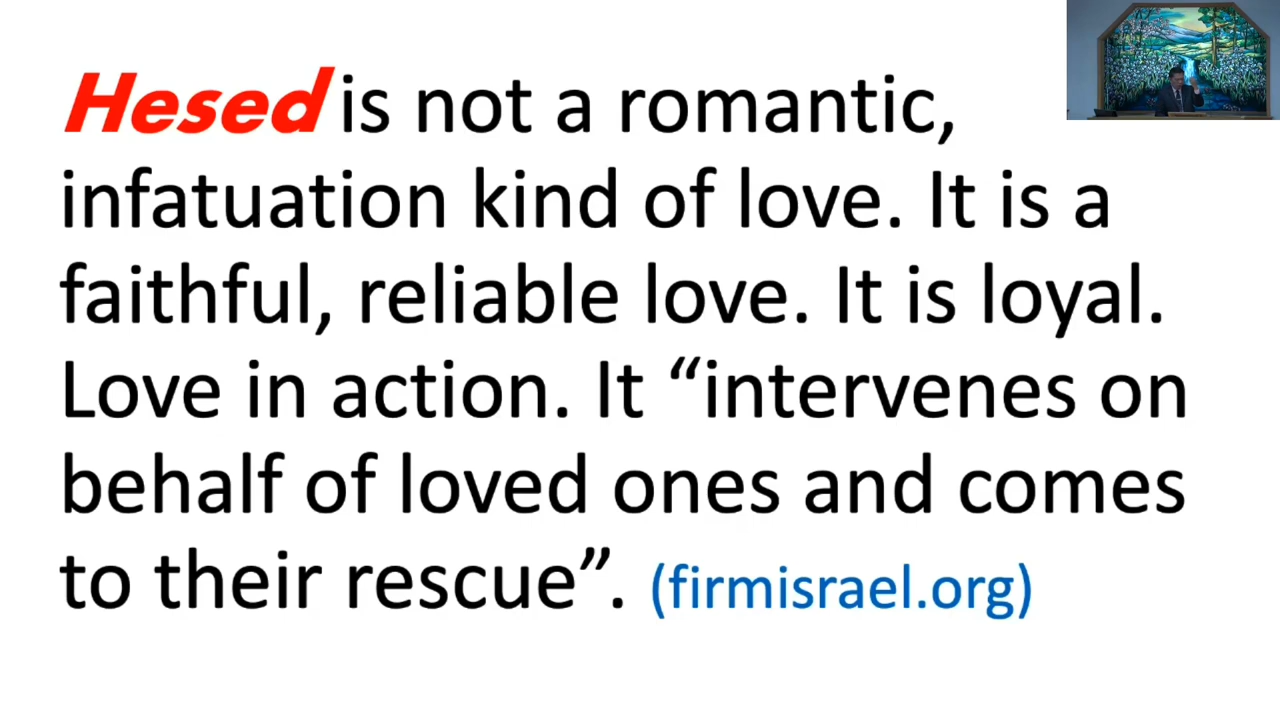 Hesed is not a romantic,
infatuation kind of love. It is a
faithful, reliable love. It is loyal.
Love in action. It “intervenes on
behalf of loved ones and comes
to their rescue”. (firmisrael.org)